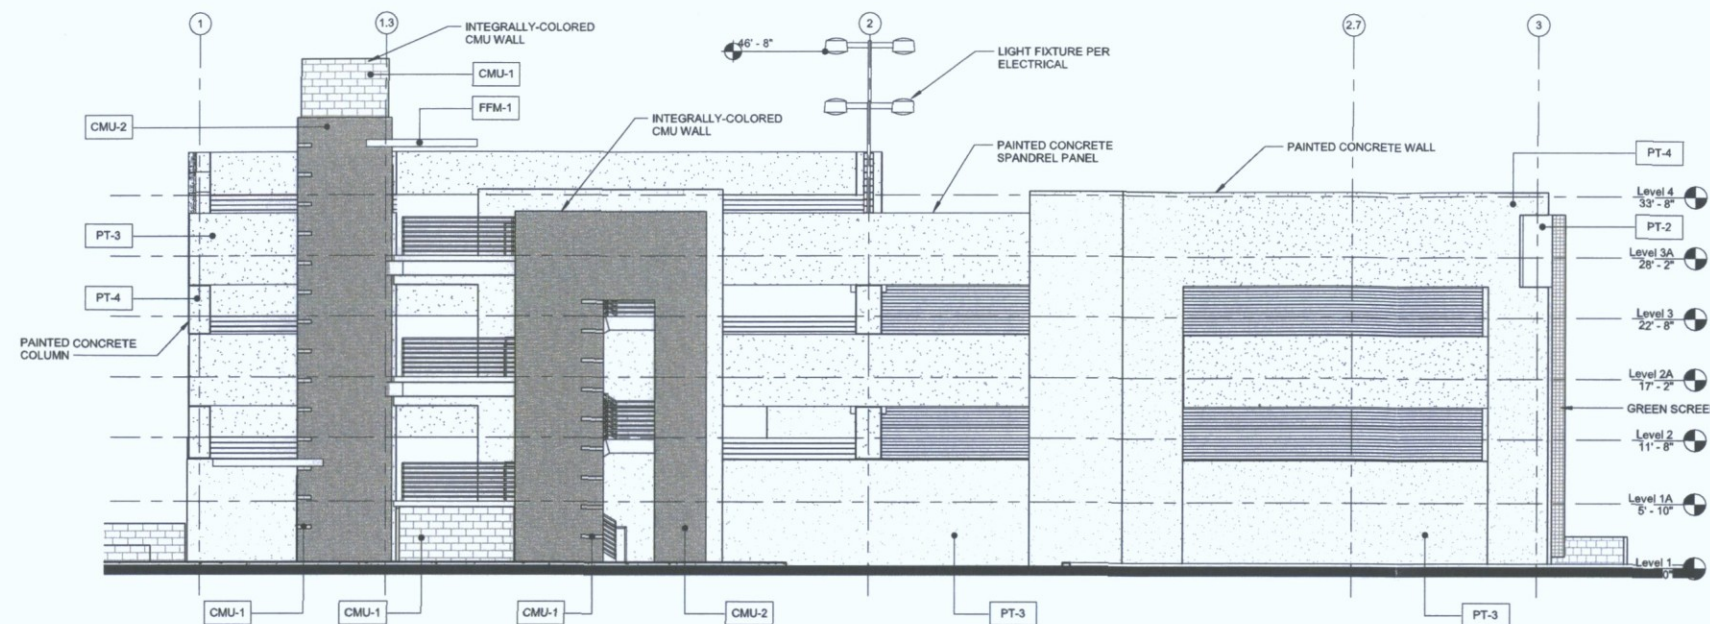 1
1.3
2
2.7
3
INTEGRALLY-COLORED
CMU WALL
46' - 8"
LIGHT FIXTURE PER
ELECTRICAL
CMU-1
FFM-1
CMU-2
INTEGRALLY-COLORED
CMU WALL
PAINTED CONCRETE
SPANDREL PANEL
PAINTED CONCRETE WALL
PT-4
Level 4
33' - 8"
PT-3
PT-2
Level 3A
28' - 2"
PT-4
Level 3
22' - 8"
PAINTED CONCRETE
COLUMN
Level 2A
17' - 2"
GREEN SCREE
Level 2
11' - 8"
Level 1A
5' - 10"
Level 1
0"
CMU-1
CMU-1
CMU-1
CMU-2
PT-3
PT-3